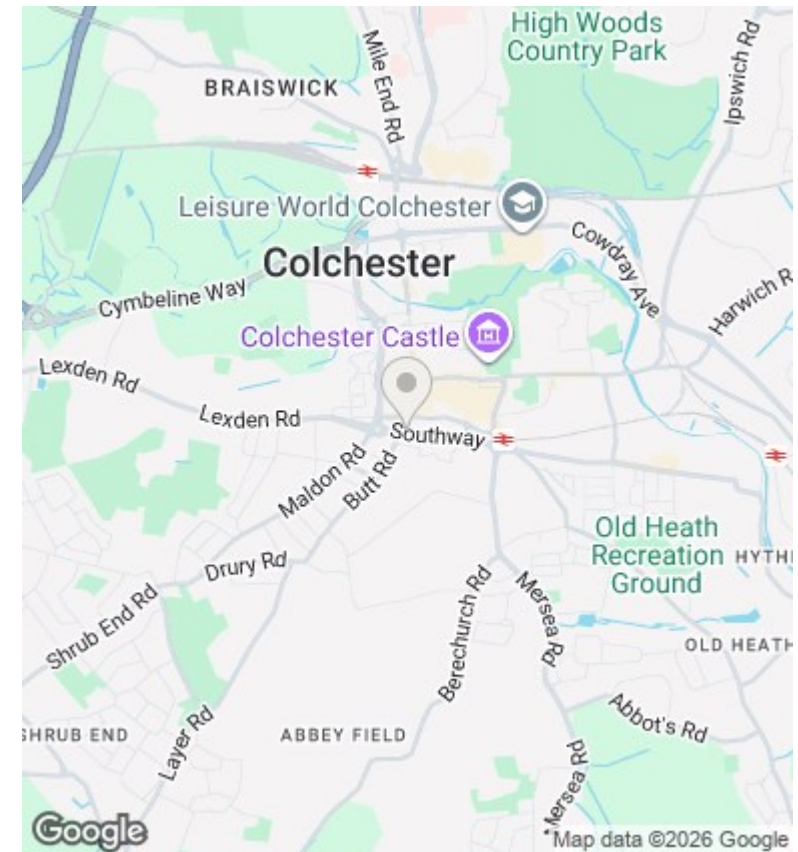 High Woods
Country Park
Ipswich Rd
Mile End Rd
BRAISWICK
Leisure World Colchester
Colchester
Cowdray Ave
Cymbeline Way
Harwich R
Colchester Castle
Lexden Rd
Lexden Rd
Southway
Maldon Rd
Butt Rd
Old Heath
Recreation
Ground
HYTH
Drury Rd
Berechurch Rd
Mersea Rd
Shrub End Rd
OLD HEATH
Abbot's Rd
SHRUB END
Layer Rd
ABBEY FIELD
Mersea Rd
Google
Map data ©2026 Google